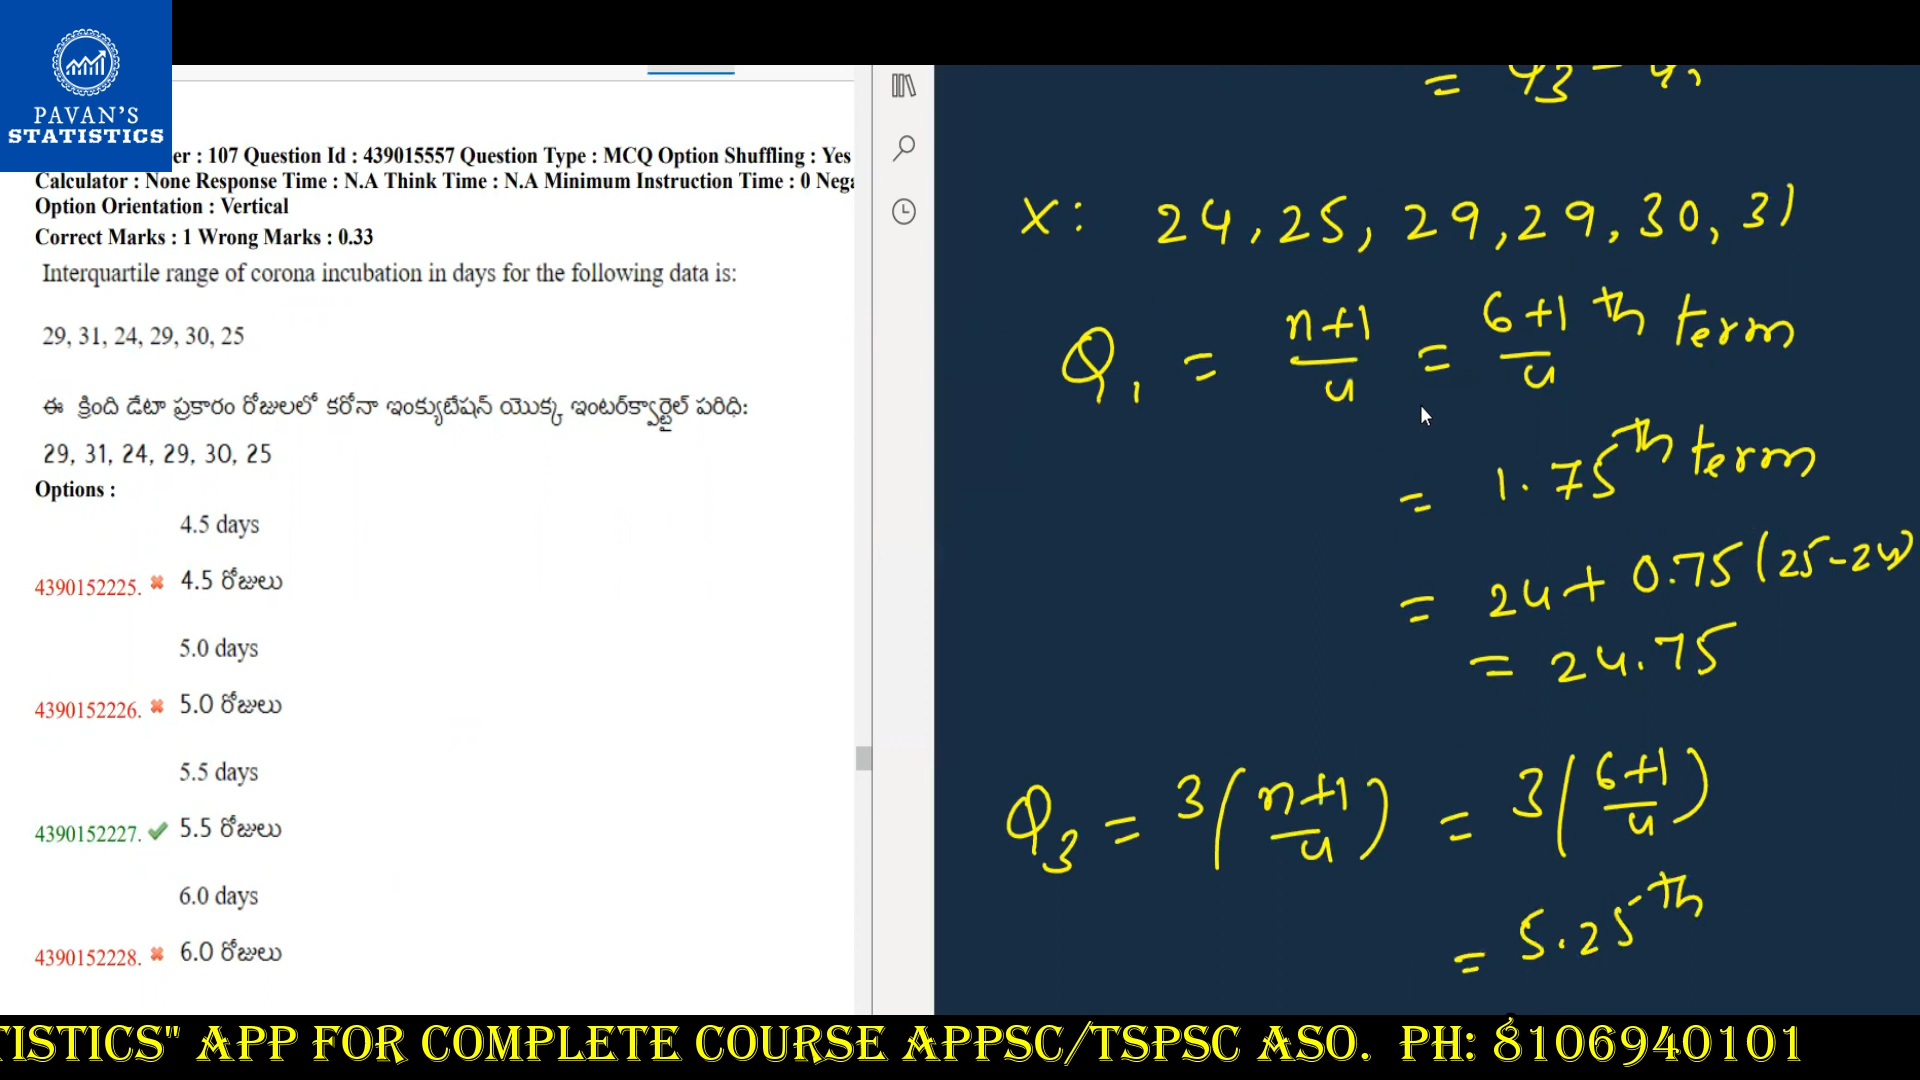 PAVAN'S
STATISTICS
er : 107 Question Id : 439015557 Question Type : MCQ Option Shuffling : Yes
Calculator : None Response Time : N.A Think Time : N.A Minimum Instruction Time : 0 Nega
Option Orientation : Vertical
Correct Marks : 1 Wrong Marks : 0.33
Interquartile range of corona incubation in days for the following data is:
29, 31, 24, 29, 30, 25
ఈ క్రింది డేటా ప్రకారం రోజులలో కరోనా ఇంక్యుబేషన్ యొక్క ఇంటర్‌క్వార్టైల్ పరిధి:
29, 31, 24, 29, 30, 25
Options :
4.5 days
4390152225. ✖ 4.5 రోజులు
5.0 days
4390152226. ✖ 5.0 రోజులు
5.5 days
4390152227. ✔ 5.5 రోజులు
6.0 days
4390152228. ✖ 6.0 రోజులు
X: 24, 25, 29, 29, 30, 31
Q₁ = (n+1)/4 = (6+1)/4 th term
= 1.75th term
= 24 + 0.75 (25-24)
= 24.75
Q₃ = 3((n+1)/4) = 3((6+1)/4)
= 5.25th
TISTICS" APP FOR COMPLETE COURSE APPSC/TSPSC ASO. PH: 8106940101